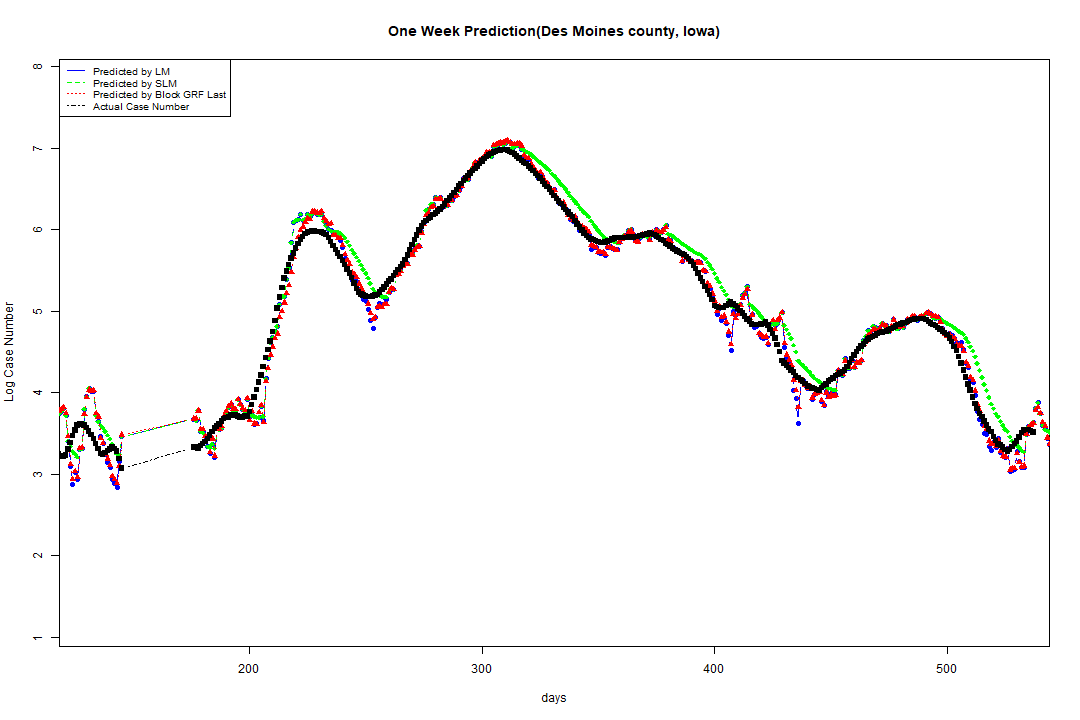 One Week Prediction(Des Moines county, Iowa)
Predicted by LM
Predicted by SLM
Predicted by Block GRF Last
Actual Case Number
8
7
6
5
4
3
2
1
Log Case Number
200
300
400
500
days